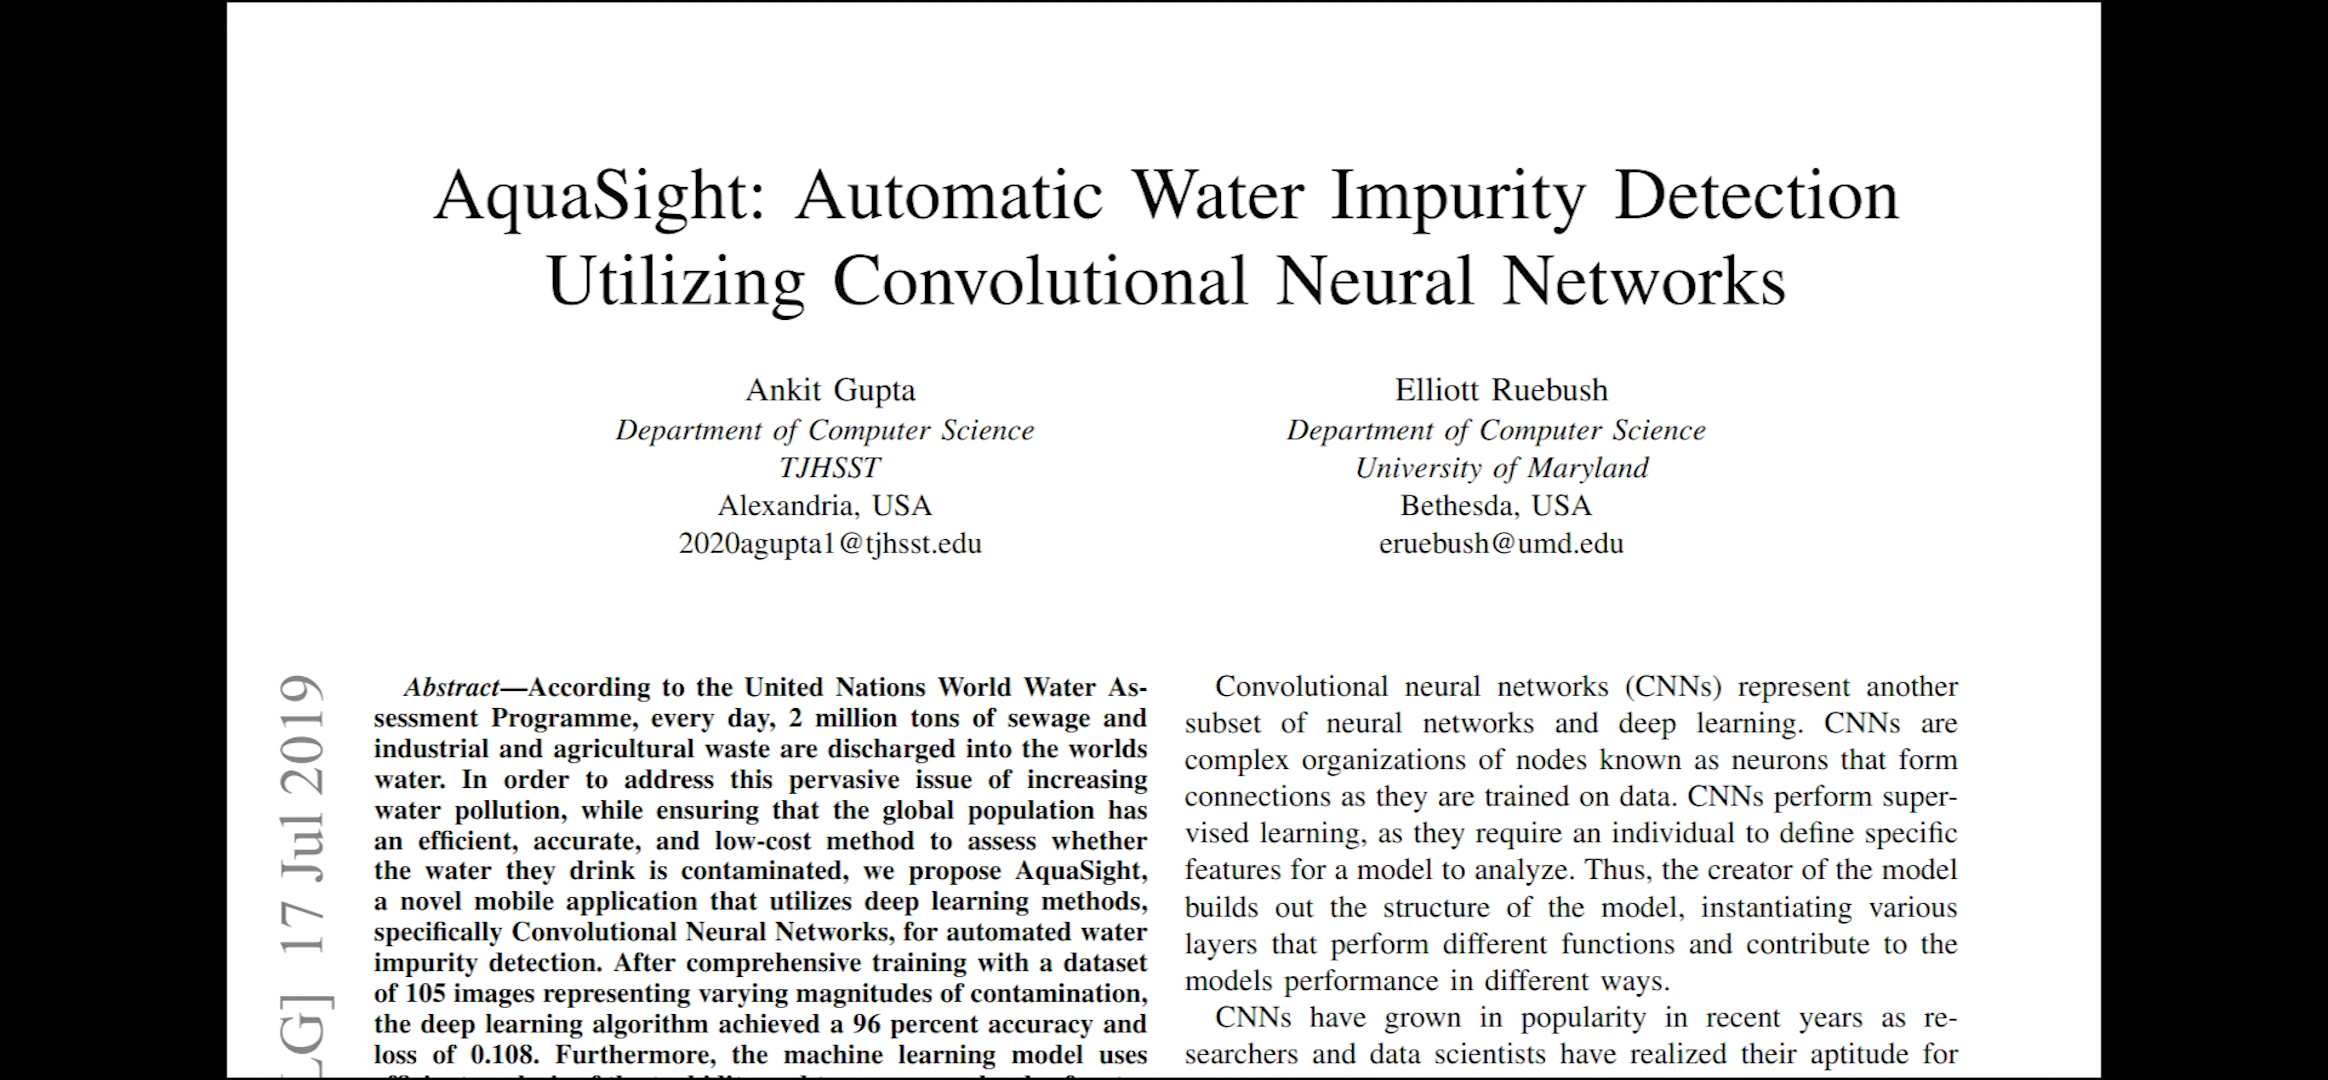 AquaSight: Automatic Water Impurity Detection
Utilizing Convolutional Neural Networks
Ankit Gupta
Department of Computer Science
TJHSST
Alexandria, USA
2020agupta1@tjhsst.edu
Elliott Ruebush
Department of Computer Science
University of Maryland
Bethesda, USA
eruebush@umd.edu
LG] 17 Jul 2019
Abstract—According to the United Nations World Water As-
sessment Programme, every day, 2 million tons of sewage and
industrial and agricultural waste are discharged into the worlds
water. In order to address this pervasive issue of increasing
water pollution, while ensuring that the global population has
an efficient, accurate, and low-cost method to assess whether
the water they drink is contaminated, we propose AquaSight,
a novel mobile application that utilizes deep learning methods,
specifically Convolutional Neural Networks, for automated water
impurity detection. After comprehensive training with a dataset
of 105 images representing varying magnitudes of contamination,
the deep learning algorithm achieved a 96 percent accuracy and
loss of 0.108. Furthermore, the machine learning model uses
Convolutional neural networks (CNNs) represent another
subset of neural networks and deep learning. CNNs are
complex organizations of nodes known as neurons that form
connections as they are trained on data. CNNs perform super-
vised learning, as they require an individual to define specific
features for a model to analyze. Thus, the creator of the model
builds out the structure of the model, instantiating various
layers that perform different functions and contribute to the
models performance in different ways.
CNNs have grown in popularity in recent years as re-
searchers and data scientists have realized their aptitude for